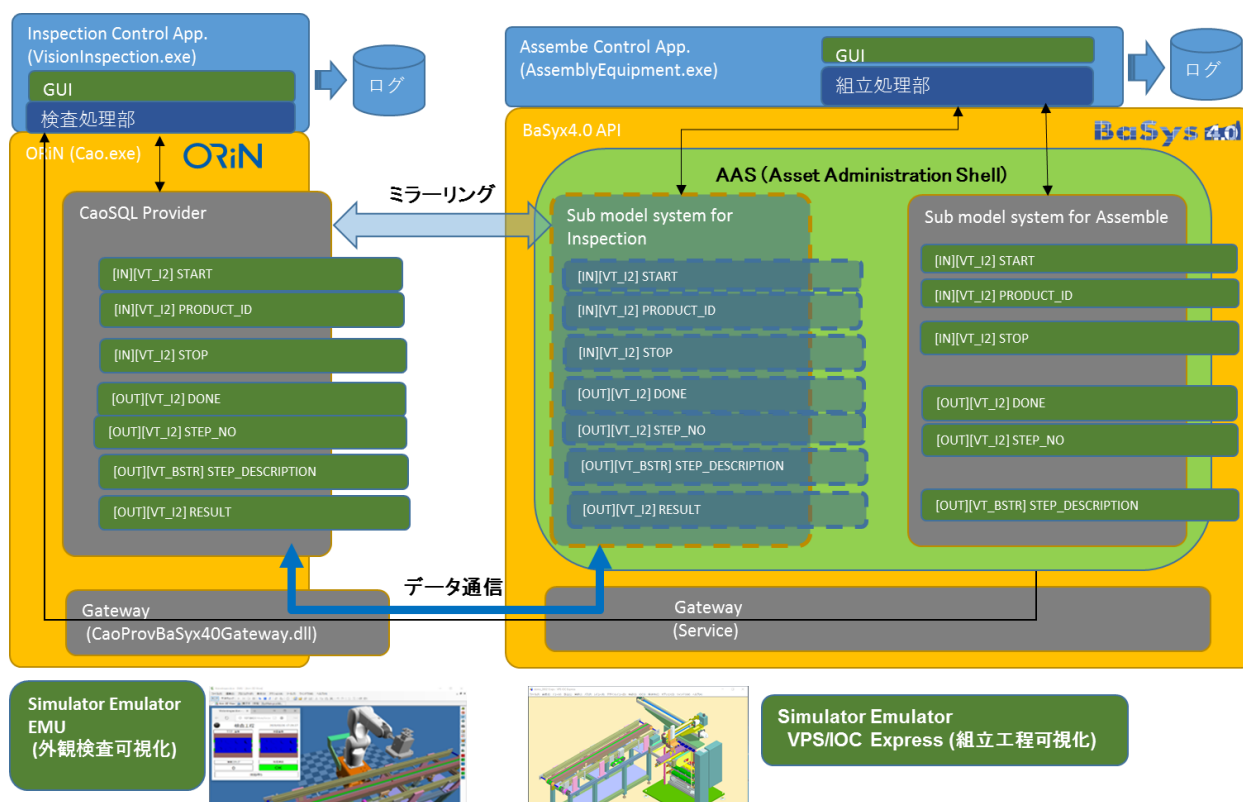 Inspection Control App.
(VisionInspection.exe)
GUI
検査処理部
ログ
ORiN (Cao.exe)
ORiN
CaoSQL Provider
[IN][VT_I2] START
[IN][VT_I2] PRODUCT_ID
[IN][VT_I2] STOP
[OUT][VT_I2] DONE
[OUT][VT_I2] STEP_NO
[OUT][VT_BSTR] STEP_DESCRIPTION
[OUT][VT_I2] RESULT
Gateway
(CaoProvBaSyx40Gateway.dll)
ミラーリング
データ通信
Assembe Control App.
(AssemblyEquipment.exe)
GUI
組立処理部
ログ
BaSyx4.0 API
BaSys 4.0
AAS (Asset Administration Shell)
Sub model system for
Inspection
[IN][VT_I2] START
[IN][VT_I2] PRODUCT_ID
[IN][VT_I2] STOP
[OUT][VT_I2] DONE
[OUT][VT_I2] STEP_NO
[OUT][VT_BSTR] STEP_DESCRIPTION
[OUT][VT_I2] RESULT
Sub model system for Assemble
[IN][VT_I2] START
[IN][VT_I2] PRODUCT_ID
[IN][VT_I2] STOP
[OUT][VT_I2] DONE
[OUT][VT_I2] STEP_NO
[OUT][VT_BSTR] STEP_DESCRIPTION
Gateway
(Service)
Simulator Emulator
EMU
(外観検査可視化)
Simulator Emulator
VPS/IOC Express (組立工程可視化)